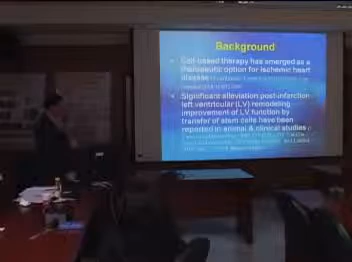 Background
Cell-based therapy has emerged as a
therapeutic option for ischemic heart
disease
Significant alleviation post-infarction
left ventricular (LV) remodeling
improvement of LV function by
transfer of stem cells have been
reported in animal & clinical studies